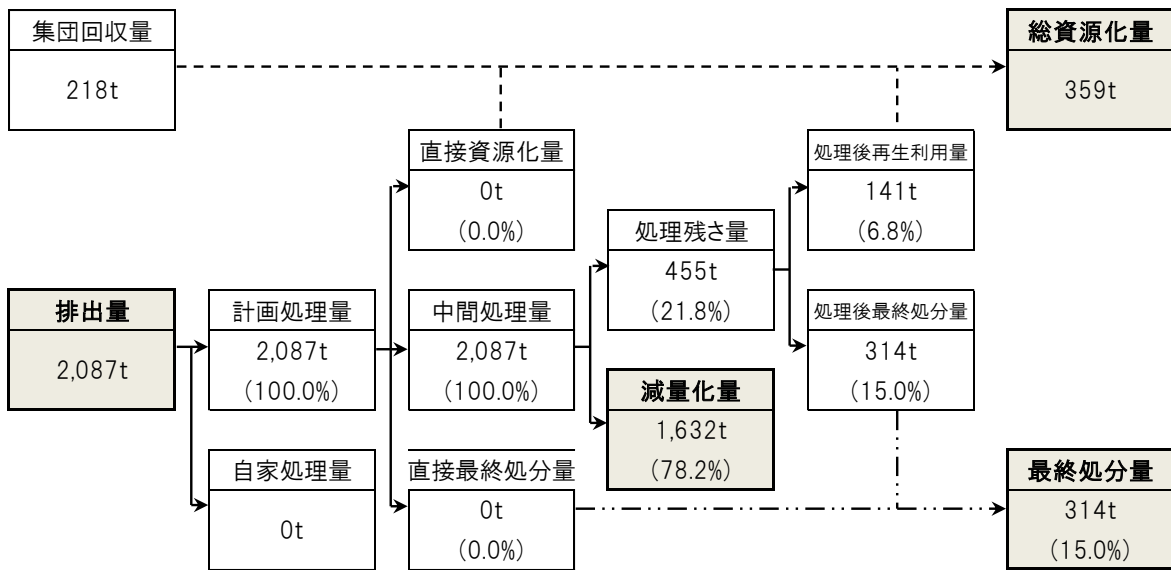 集団回収量
218t
総資源化量
359t
直接資源化量
0t
(0.0%)
処理後再生利用量
141t
(6.8%)
処理残さ量
455t
(21.8%)
排出量
2,087t
計画処理量
2,087t
(100.0%)
中間処理量
2,087t
(100.0%)
処理後最終処分量
314t
(15.0%)
減量化量
1,632t
(78.2%)
自家処理量
0t
直接最終処分量
0t
(0.0%)
最終処分量
314t
(15.0%)